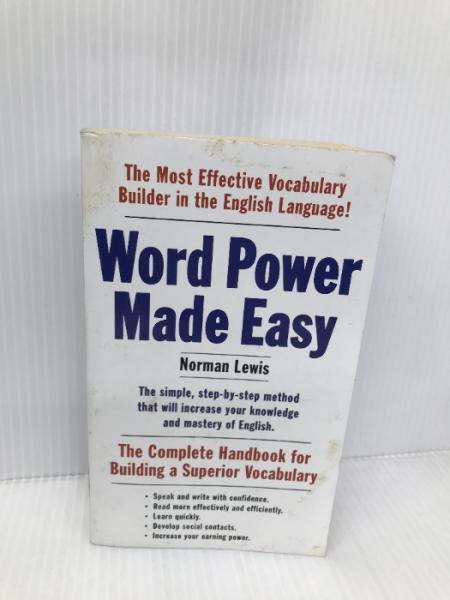 The Most Effective Vocabulary
Builder in the English Language!
Word Power
Made Easy
Norman Lewis
The simple, step-by-step method
that will increase your knowledge
and mastery of English.
The Complete Handbook for
Building a Superior Vocabulary
• Speak and write with confidence.
• Read more effectively and efficiently.
• Learn quickly.
• Develop social contacts.
• Increase your earning power.